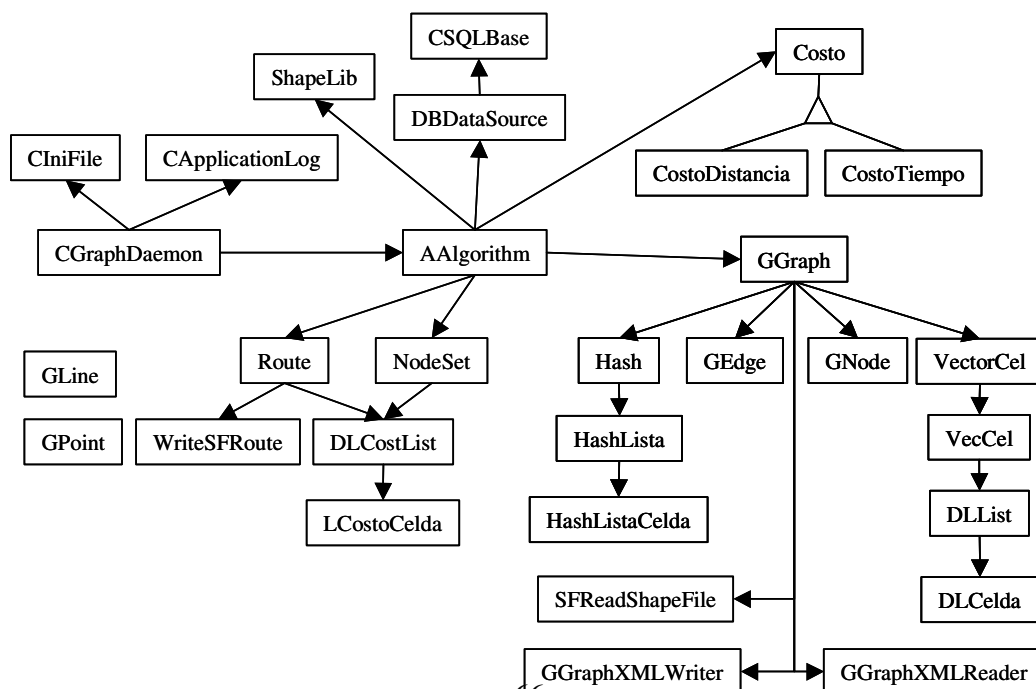 CSQLBase
Costo
ShapeLib
DBDataSource
CIniFile
CApplicationLog
CostoDistancia
CostoTiempo
CGraphDaemon
AAlgorithm
GGraph
Route
NodeSet
Hash
GEdge
GNode
VectorCel
GLine
GPoint
WriteSFRoute
DLCostList
HashLista
VecCel
LCostoCelda
HashListaCelda
DLList
SFReadShapeFile
DLCelda
GGraphXMLWriter
GGraphXMLReader